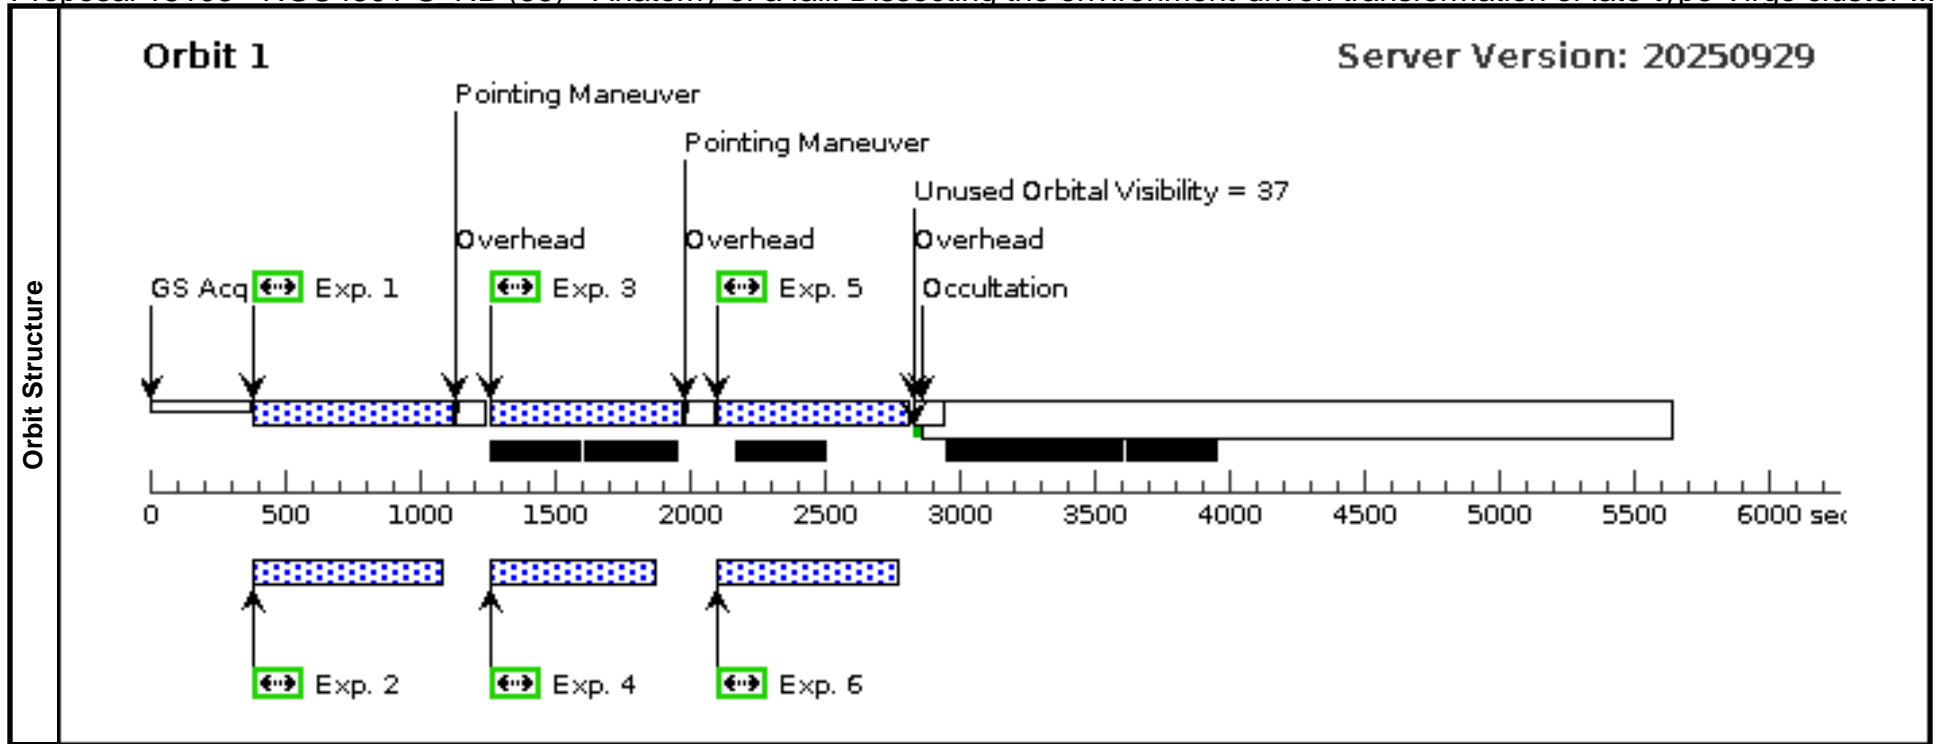 Orbit 1
Server Version: 20250929
Pointing Maneuver
Pointing Maneuver
Unused Orbital Visibility = 37
Overhead Overhead Overhead
GS Acq Exp. 1 Exp. 3 Exp. 5 Occultation
Orbit Structure
0 500 1000 1500 2000 2500 3000 3500 4000 4500 5000 5500 6000 sec
Exp. 2 Exp. 4 Exp. 6